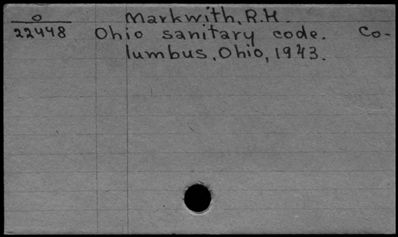 o Markwith, R.H.
22448 Ohio sanitary code. Co-
lumbus, Ohio, 1943.